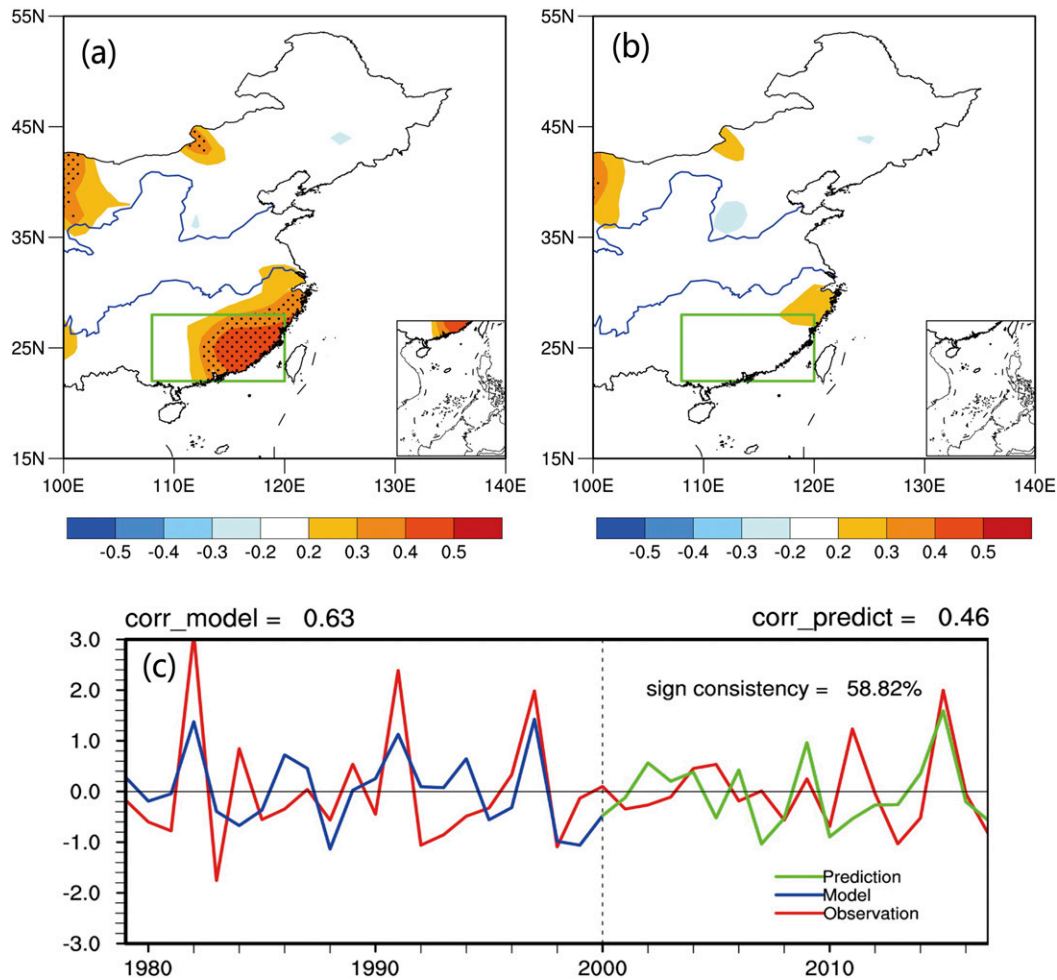 (a)
55N
45N
35N
25N
15N
100E 110E 120E 130E 140E
-0.5 -0.4 -0.3 -0.2 0.2 0.3 0.4 0.5
(b)
55N
45N
35N
25N
15N
100E 110E 120E 130E 140E
-0.5 -0.4 -0.3 -0.2 0.2 0.3 0.4 0.5
corr_model = 0.63
corr_predict = 0.46
(c)
sign consistency = 58.82%
3.0
2.0
1.0
0.0
-1.0
-2.0
-3.0
Prediction
Model
Observation
1980 1990 2000 2010